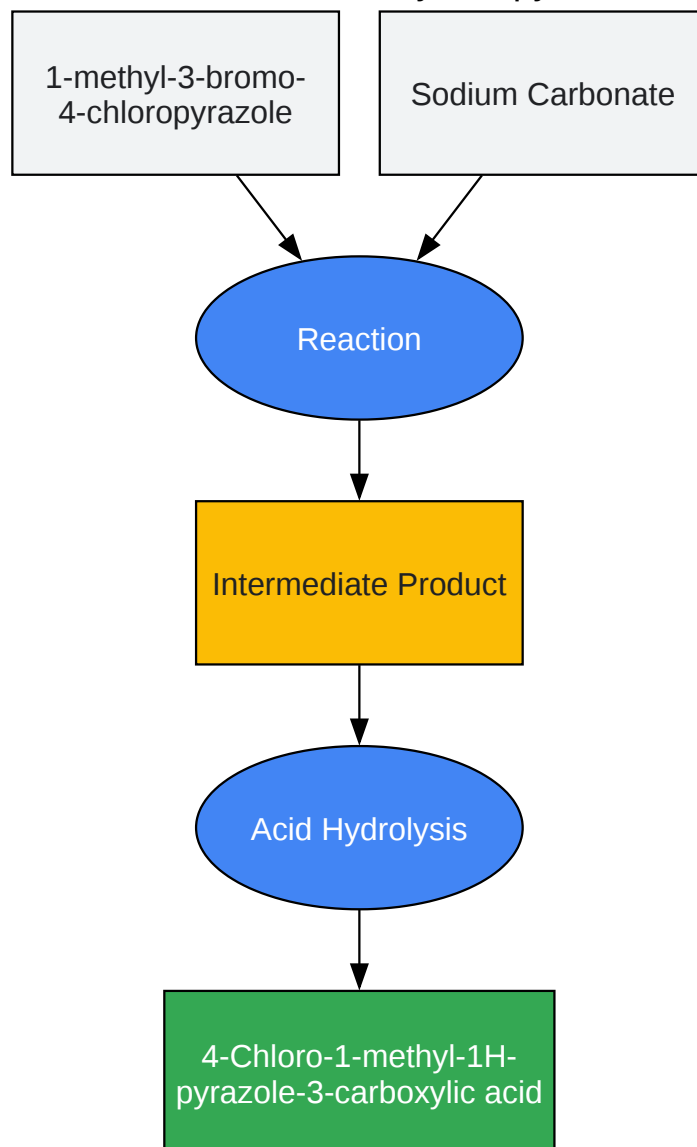 1-methyl-3-bromo-
4-chloropyrazole
Sodium Carbonate
Reaction
Intermediate Product
Acid Hydrolysis
4-Chloro-1-methyl-1H-
pyrazole-3-carboxylic acid